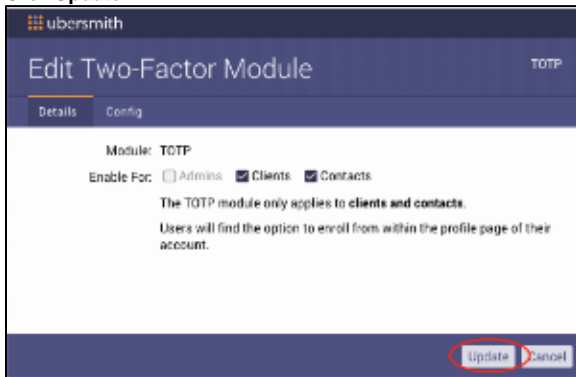 ubersmith
Edit Two-Factor Module
TOTP
Details Config
Module: TOTP
Enable For: Admins Clients Contacts
The TOTP module only applies to clients and contacts.
Users will find the option to enroll from within the profile page of their
account.
Update Cancel